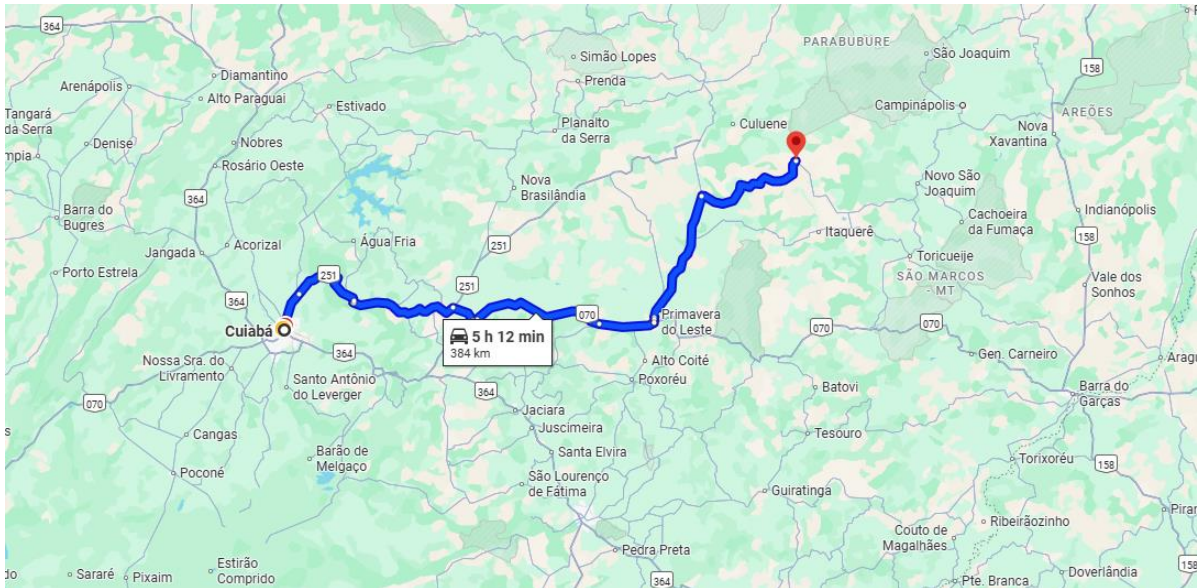 364
PARABUBURE
São Joaquim
158
Simão Lopes
Prenda
Diamantino
Arenápolis
Alto Paraguai
Estivado
Campinápolis
AREÕES
Tangará
da Serra
Planalto
da Serra
Culuene
Nova
Xavantina
Denise
Nobres
Rosário Oeste
Nova
Brasilândia
Novo São
Joaquim
364
Barra do
Bugres
Indianópolis
Cachoeira
da Fumaça
Itaquerê
158
Jangada
Acorizal
Água Fria
251
Toricueije
Porto Estrela
251
251
SÃO MARCOS
- MT
Vale dos
Sonhos
364
070
Primavera
do Leste
Cuiabá
070
070
5 h 12 min
384 km
364
Nossa Sra. do
Livramento
Alto Coité
Gen. Carneiro
Poxoréu
Santo Antônio
do Leverger
364
Batovi
Barra do
Garças
070
Jaciara
Juscimeira
Cangas
Tesouro
Barão de
Melgaço
Santa Elvira
Torixoréu
158
Poconé
São Lourenço
de Fátima
Guiratinga
Ribeirãozinho
Couto de
Magalhães
Pedra Preta
Estirão
Comprido
Sararé
Pixaim
364
Pte. Branca
Doverlândia
158